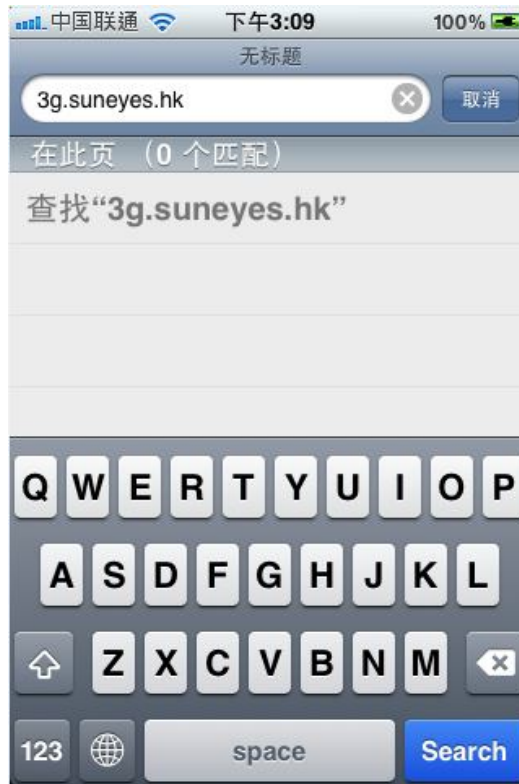 中国联通 下午3:09 100%
无标题
3g.suneyes.hk 取消
在此页 (0 个匹配)
查找“3g.suneyes.hk”
Q W E R T Y U I O P
A S D F G H J K L
Z X C V B N M
123 space Search